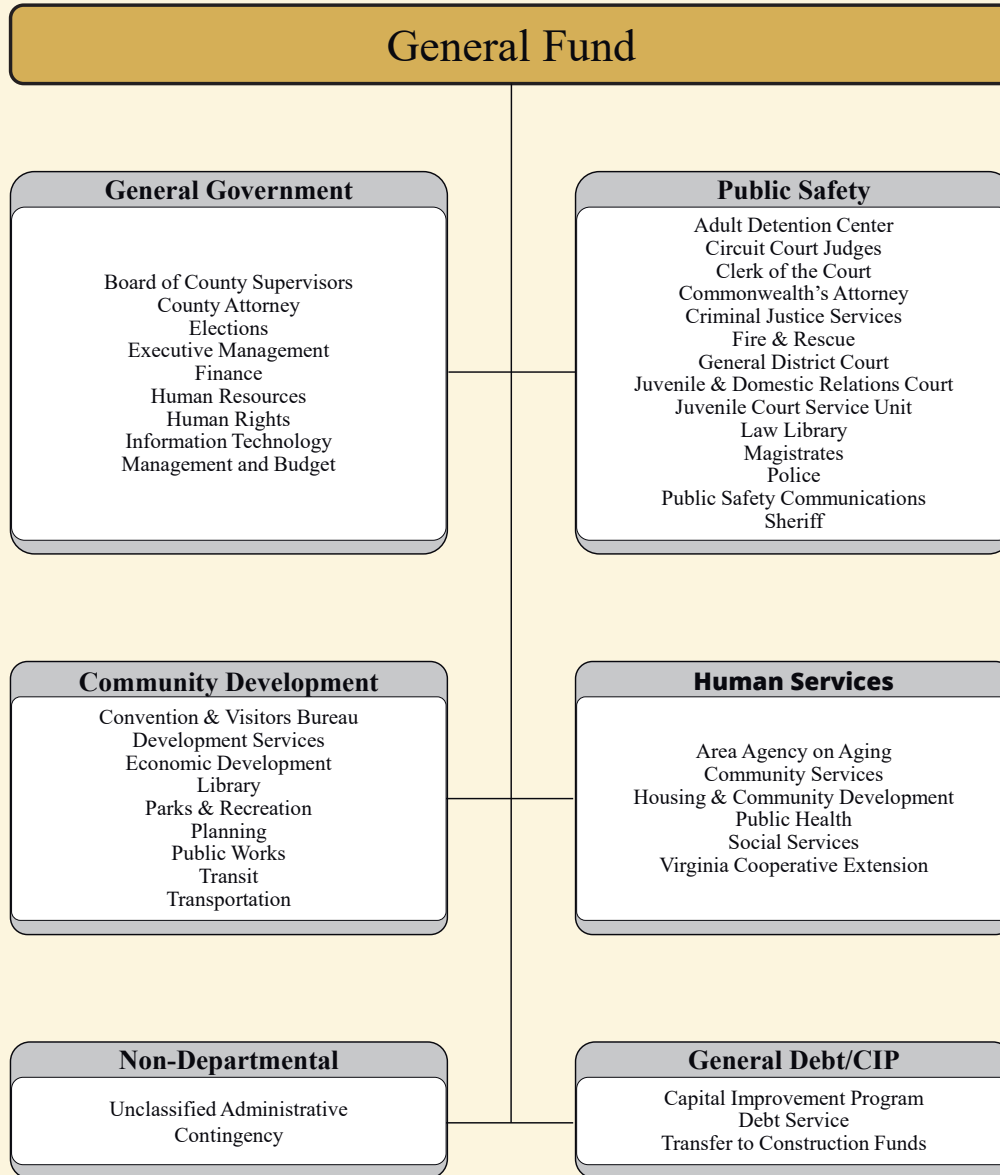 General Fund
General Government
Board of County Supervisors
County Attorney
Elections
Executive Management
Finance
Human Resources
Human Rights
Information Technology
Management and Budget
Public Safety
Adult Detention Center
Circuit Court Judges
Clerk of the Court
Commonwealth’s Attorney
Criminal Justice Services
Fire & Rescue
General District Court
Juvenile & Domestic Relations Court
Juvenile Court Service Unit
Law Library
Magistrates
Police
Public Safety Communications
Sheriff
Community Development
Convention & Visitors Bureau
Development Services
Economic Development
Library
Parks & Recreation
Planning
Public Works
Transit
Transportation
Human Services
Area Agency on Aging
Community Services
Housing & Community Development
Public Health
Social Services
Virginia Cooperative Extension
Non-Departmental
Unclassified Administrative
Contingency
General Debt/CIP
Capital Improvement Program
Debt Service
Transfer to Construction Funds